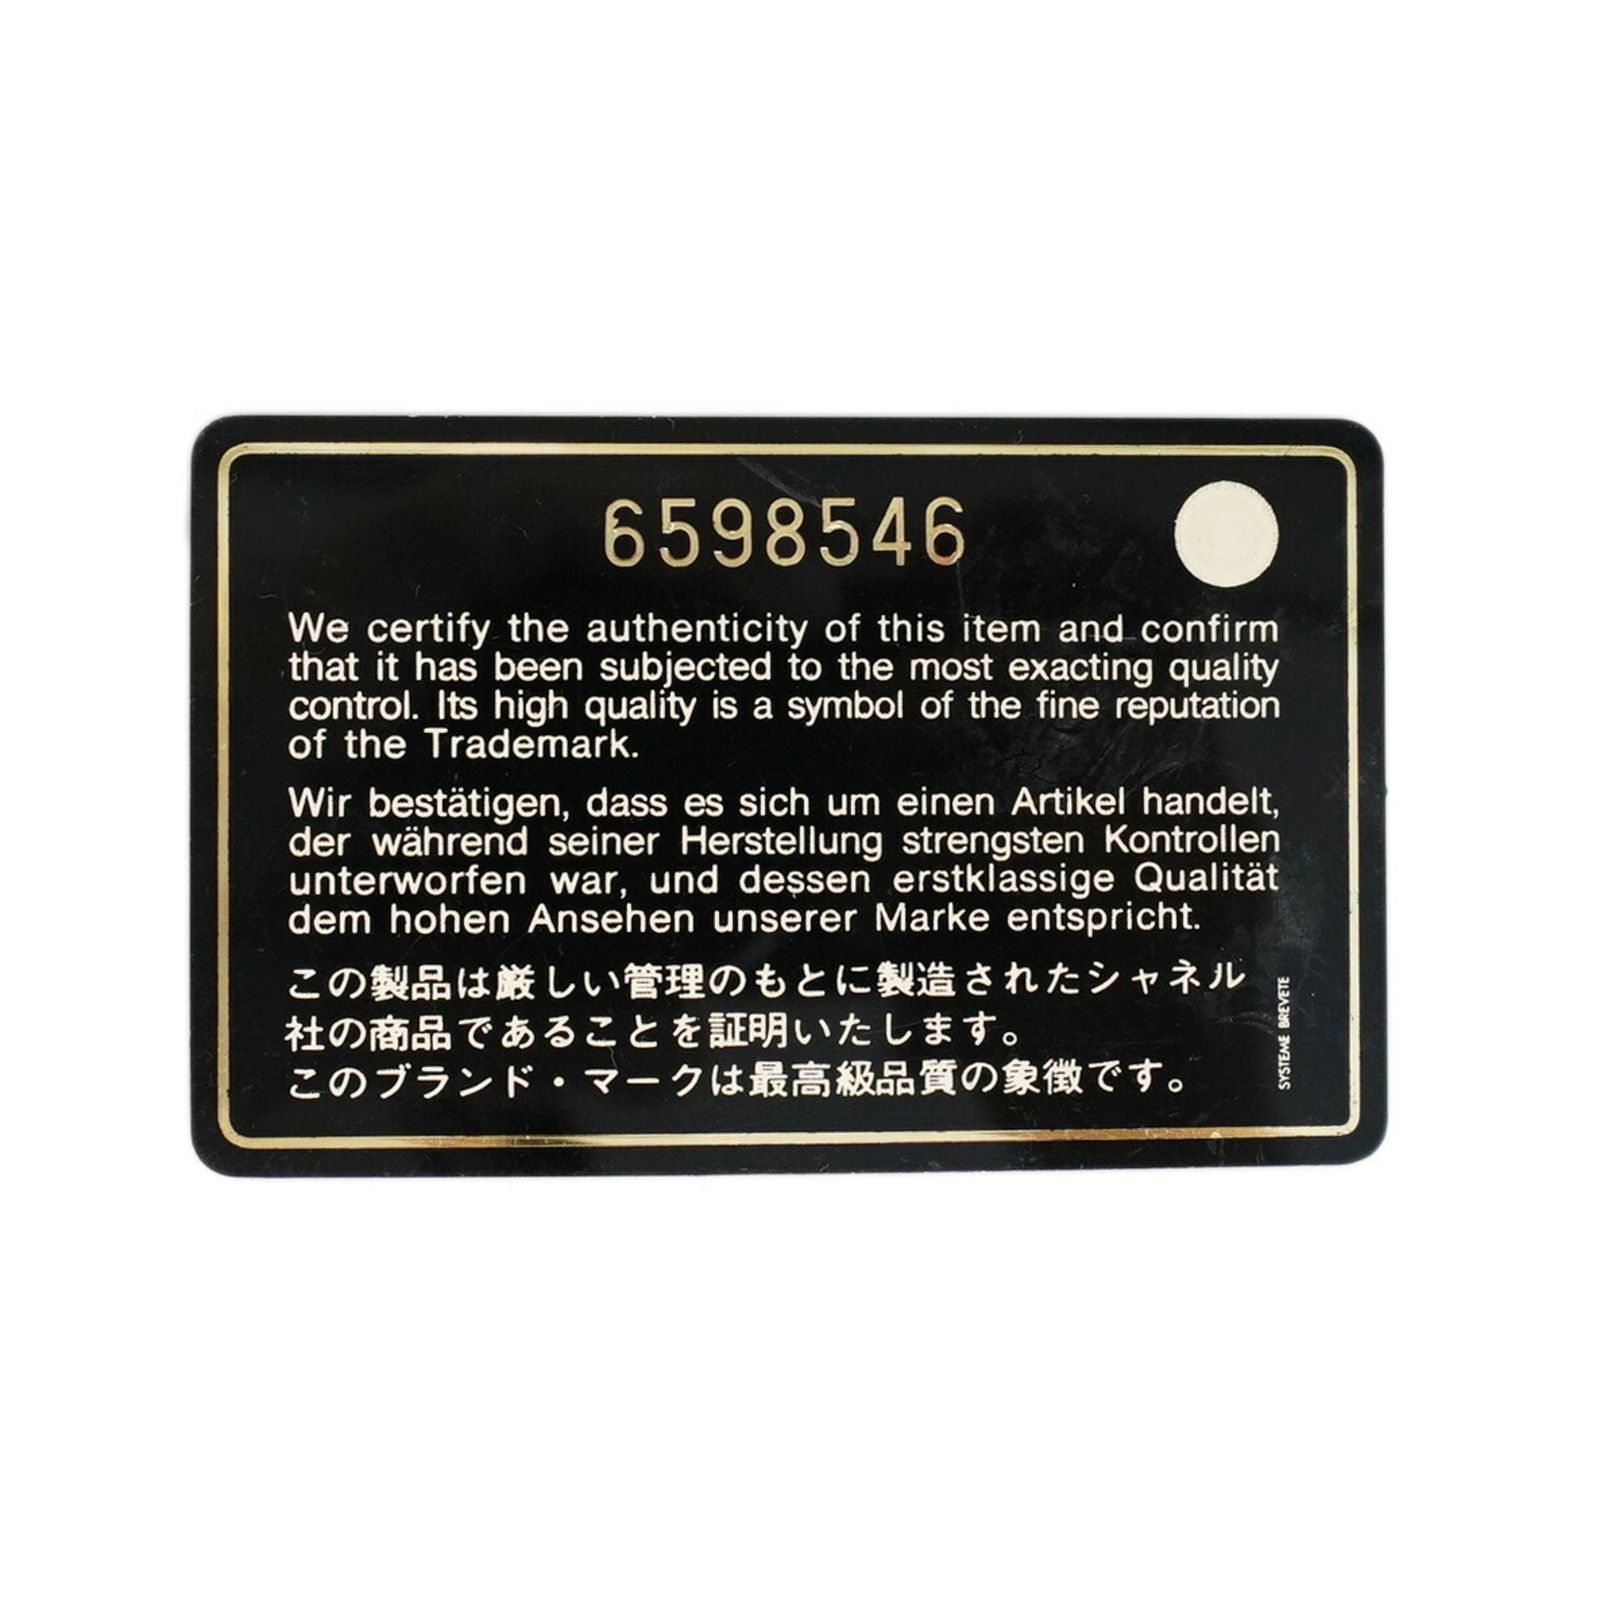 6598546
We certify the authenticity of this item and confirm
that it has been subjected to the most exacting quality
control. Its high quality is a symbol of the fine reputation
of the Trademark.
Wir bestätigen, dass es sich um einen Artikel handelt,
der während seiner Herstellung strengsten Kontrollen
unterworfen war, und dessen erstklassige Qualität
dem hohen Ansehen unserer Marke entspricht.
この製品は厳しい管理のもとに製造されたシャネル
社の商品であることを証明いたします。
このブランド・マークは最高級品質の象徴です。
SYSTEME BREVETE